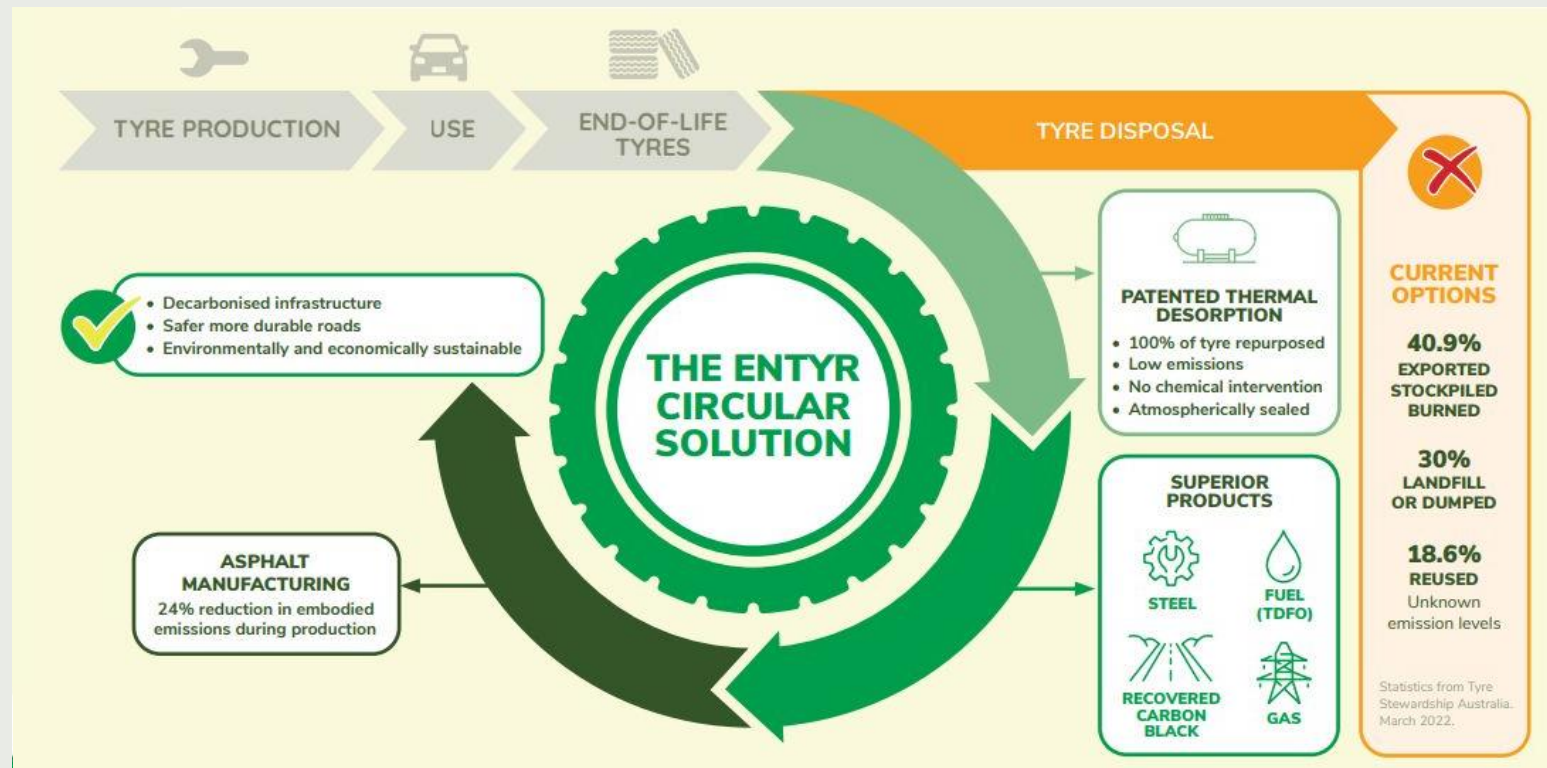 TYRE PRODUCTION
USE
END-OF-LIFE
TYRES
TYRE DISPOSAL
THE ENTYR
CIRCULAR
SOLUTION
PATENTED THERMAL
DESORPTION
• 100% of tyre repurposed
• Low emissions
• No chemical intervention
• Atmospherically sealed
SUPERIOR
PRODUCTS
STEEL
FUEL
(TDFO)
RECOVERED
CARBON
BLACK
GAS
ASPHALT
MANUFACTURING
24% reduction in embodied
emissions during production
• Decarbonised infrastructure
• Safer more durable roads
• Environmentally and economically sustainable
CURRENT
OPTIONS
40.9%
EXPORTED
STOCKPILED
BURNED
30%
LANDFILL
OR DUMPED
18.6%
REUSED
Unknown
emission levels
Statistics from Tyre
Stewardship Australia.
March 2022.